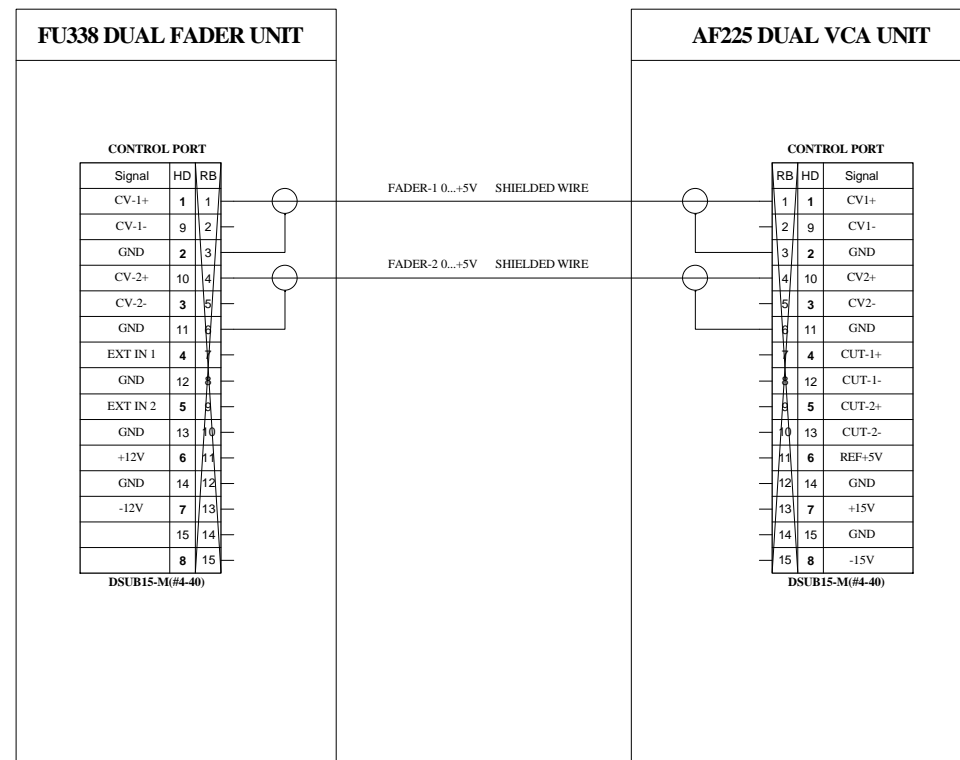 FU338 DUAL FADER UNIT
AF225 DUAL VCA UNIT
CONTROL PORT
Signal HD RB
CV-1+ 1 1
CV-1- 9 2
GND 2 3
CV-2+ 10 4
CV-2- 3 5
GND 11 6
EXT IN 1 4 7
GND 12 8
EXT IN 2 5 9
GND 13 10
+12V 6 11
GND 14 12
-12V 7 13
15 14
8 15
DSUB15-M(#4-40)
FADER-1 0...+5V SHIELDED WIRE
FADER-2 0...+5V SHIELDED WIRE
CONTROL PORT
RB HD Signal
1 1 CV1+
2 9 CV1-
3 2 GND
4 10 CV2+
5 3 CV2-
6 11 GND
7 4 CUT-1+
8 12 CUT-1-
9 5 CUT-2+
10 13 CUT-2-
11 6 REF+5V
12 14 GND
13 7 +15V
14 15 GND
15 8 -15V
DSUB15-M(#4-40)